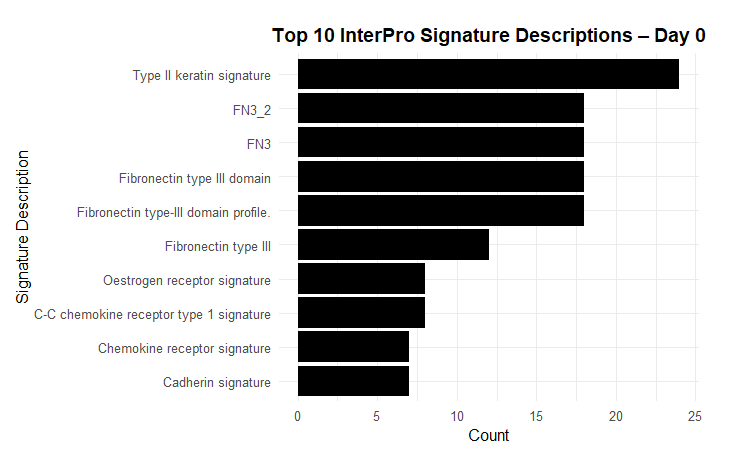 Top 10 InterPro Signature Descriptions – Day 0
Signature Description
Type II keratin signature
FN3_2
FN3
Fibronectin type III domain
Fibronectin type-III domain profile.
Fibronectin type III
Oestrogen receptor signature
C-C chemokine receptor type 1 signature
Chemokine receptor signature
Cadherin signature
0 5 10 15 20 25
Count